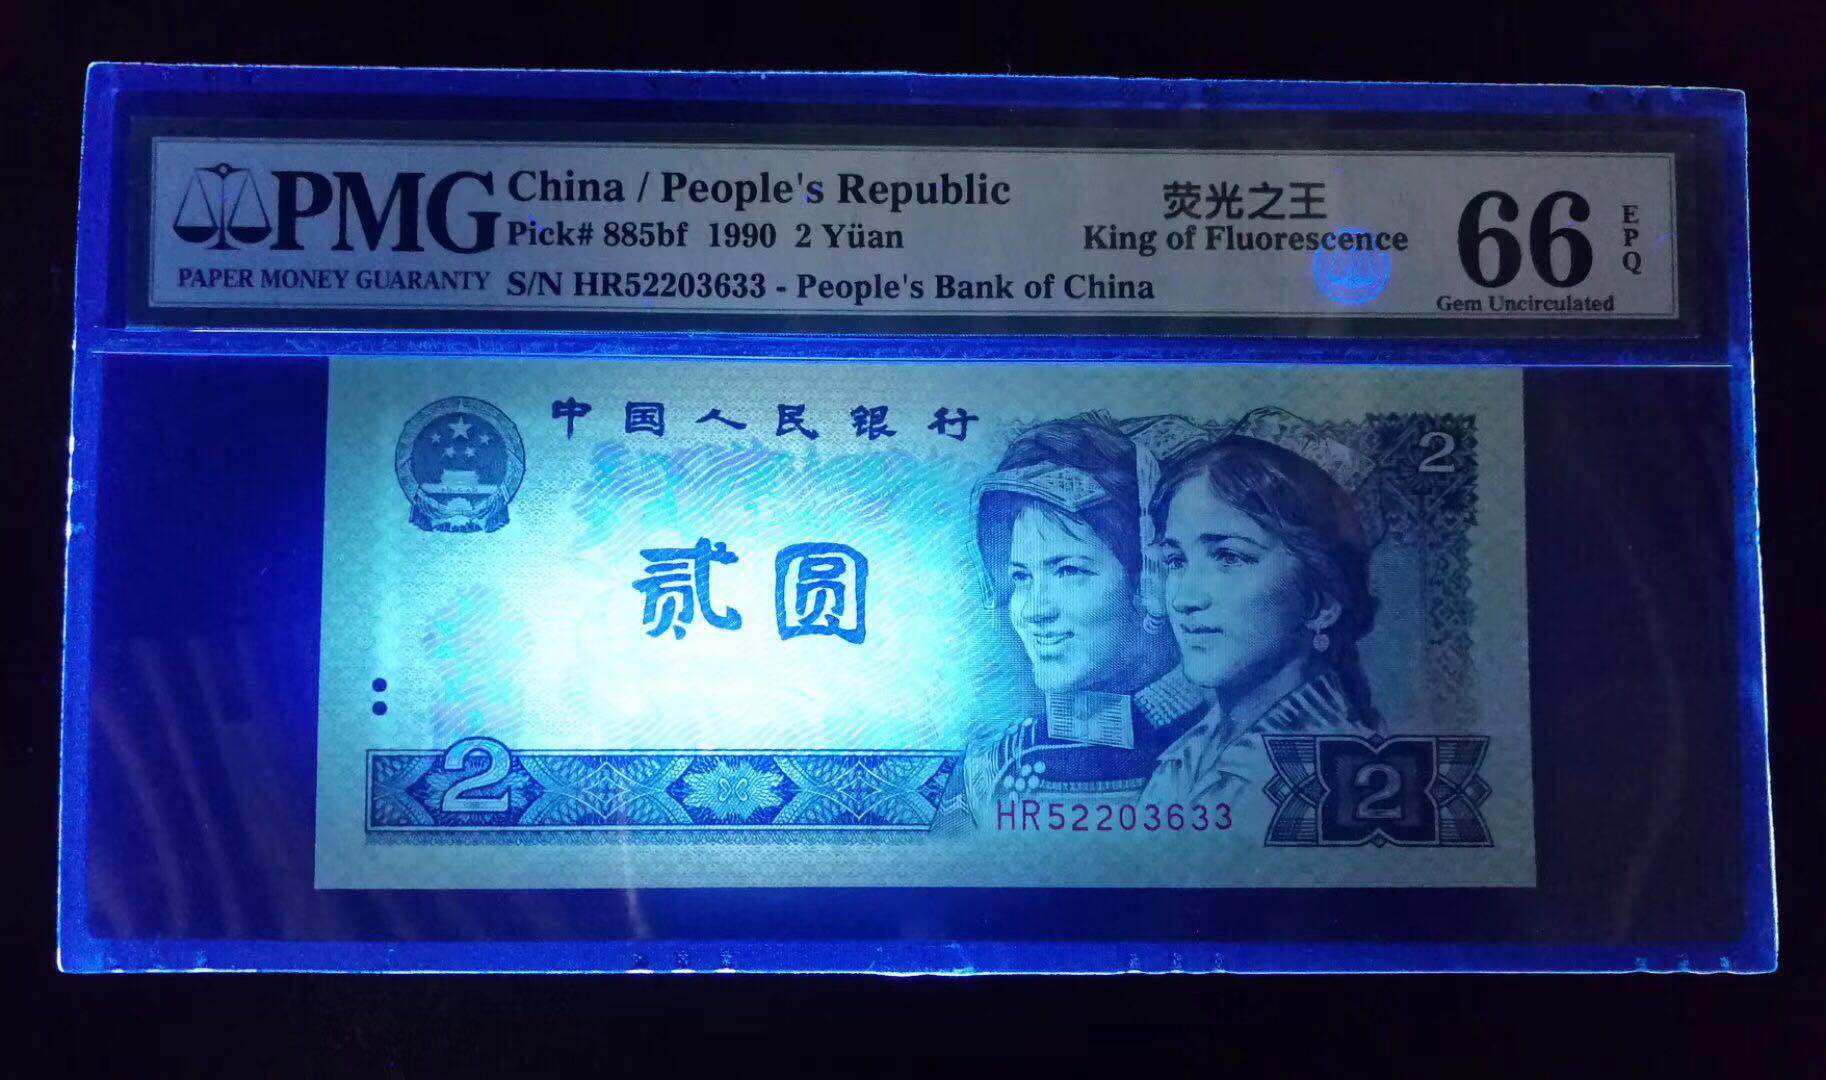 PMG
PAPER MONEY GUARANTY
China / People's Republic
Pick# 885bf 1990 2 Yüan
S/N HR52203633 - People's Bank of China
荧光之王
King of Fluorescence
66
EPQ
Gem Uncirculated
中国人民银行
2
贰圆
2
HR52203633
2